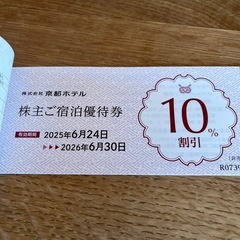 株式会社 京都ホテル
株主ご宿泊優待券
有効期間 2025年6月24日
▶▶▶ 2026年6月30日
10%
割引
R0739